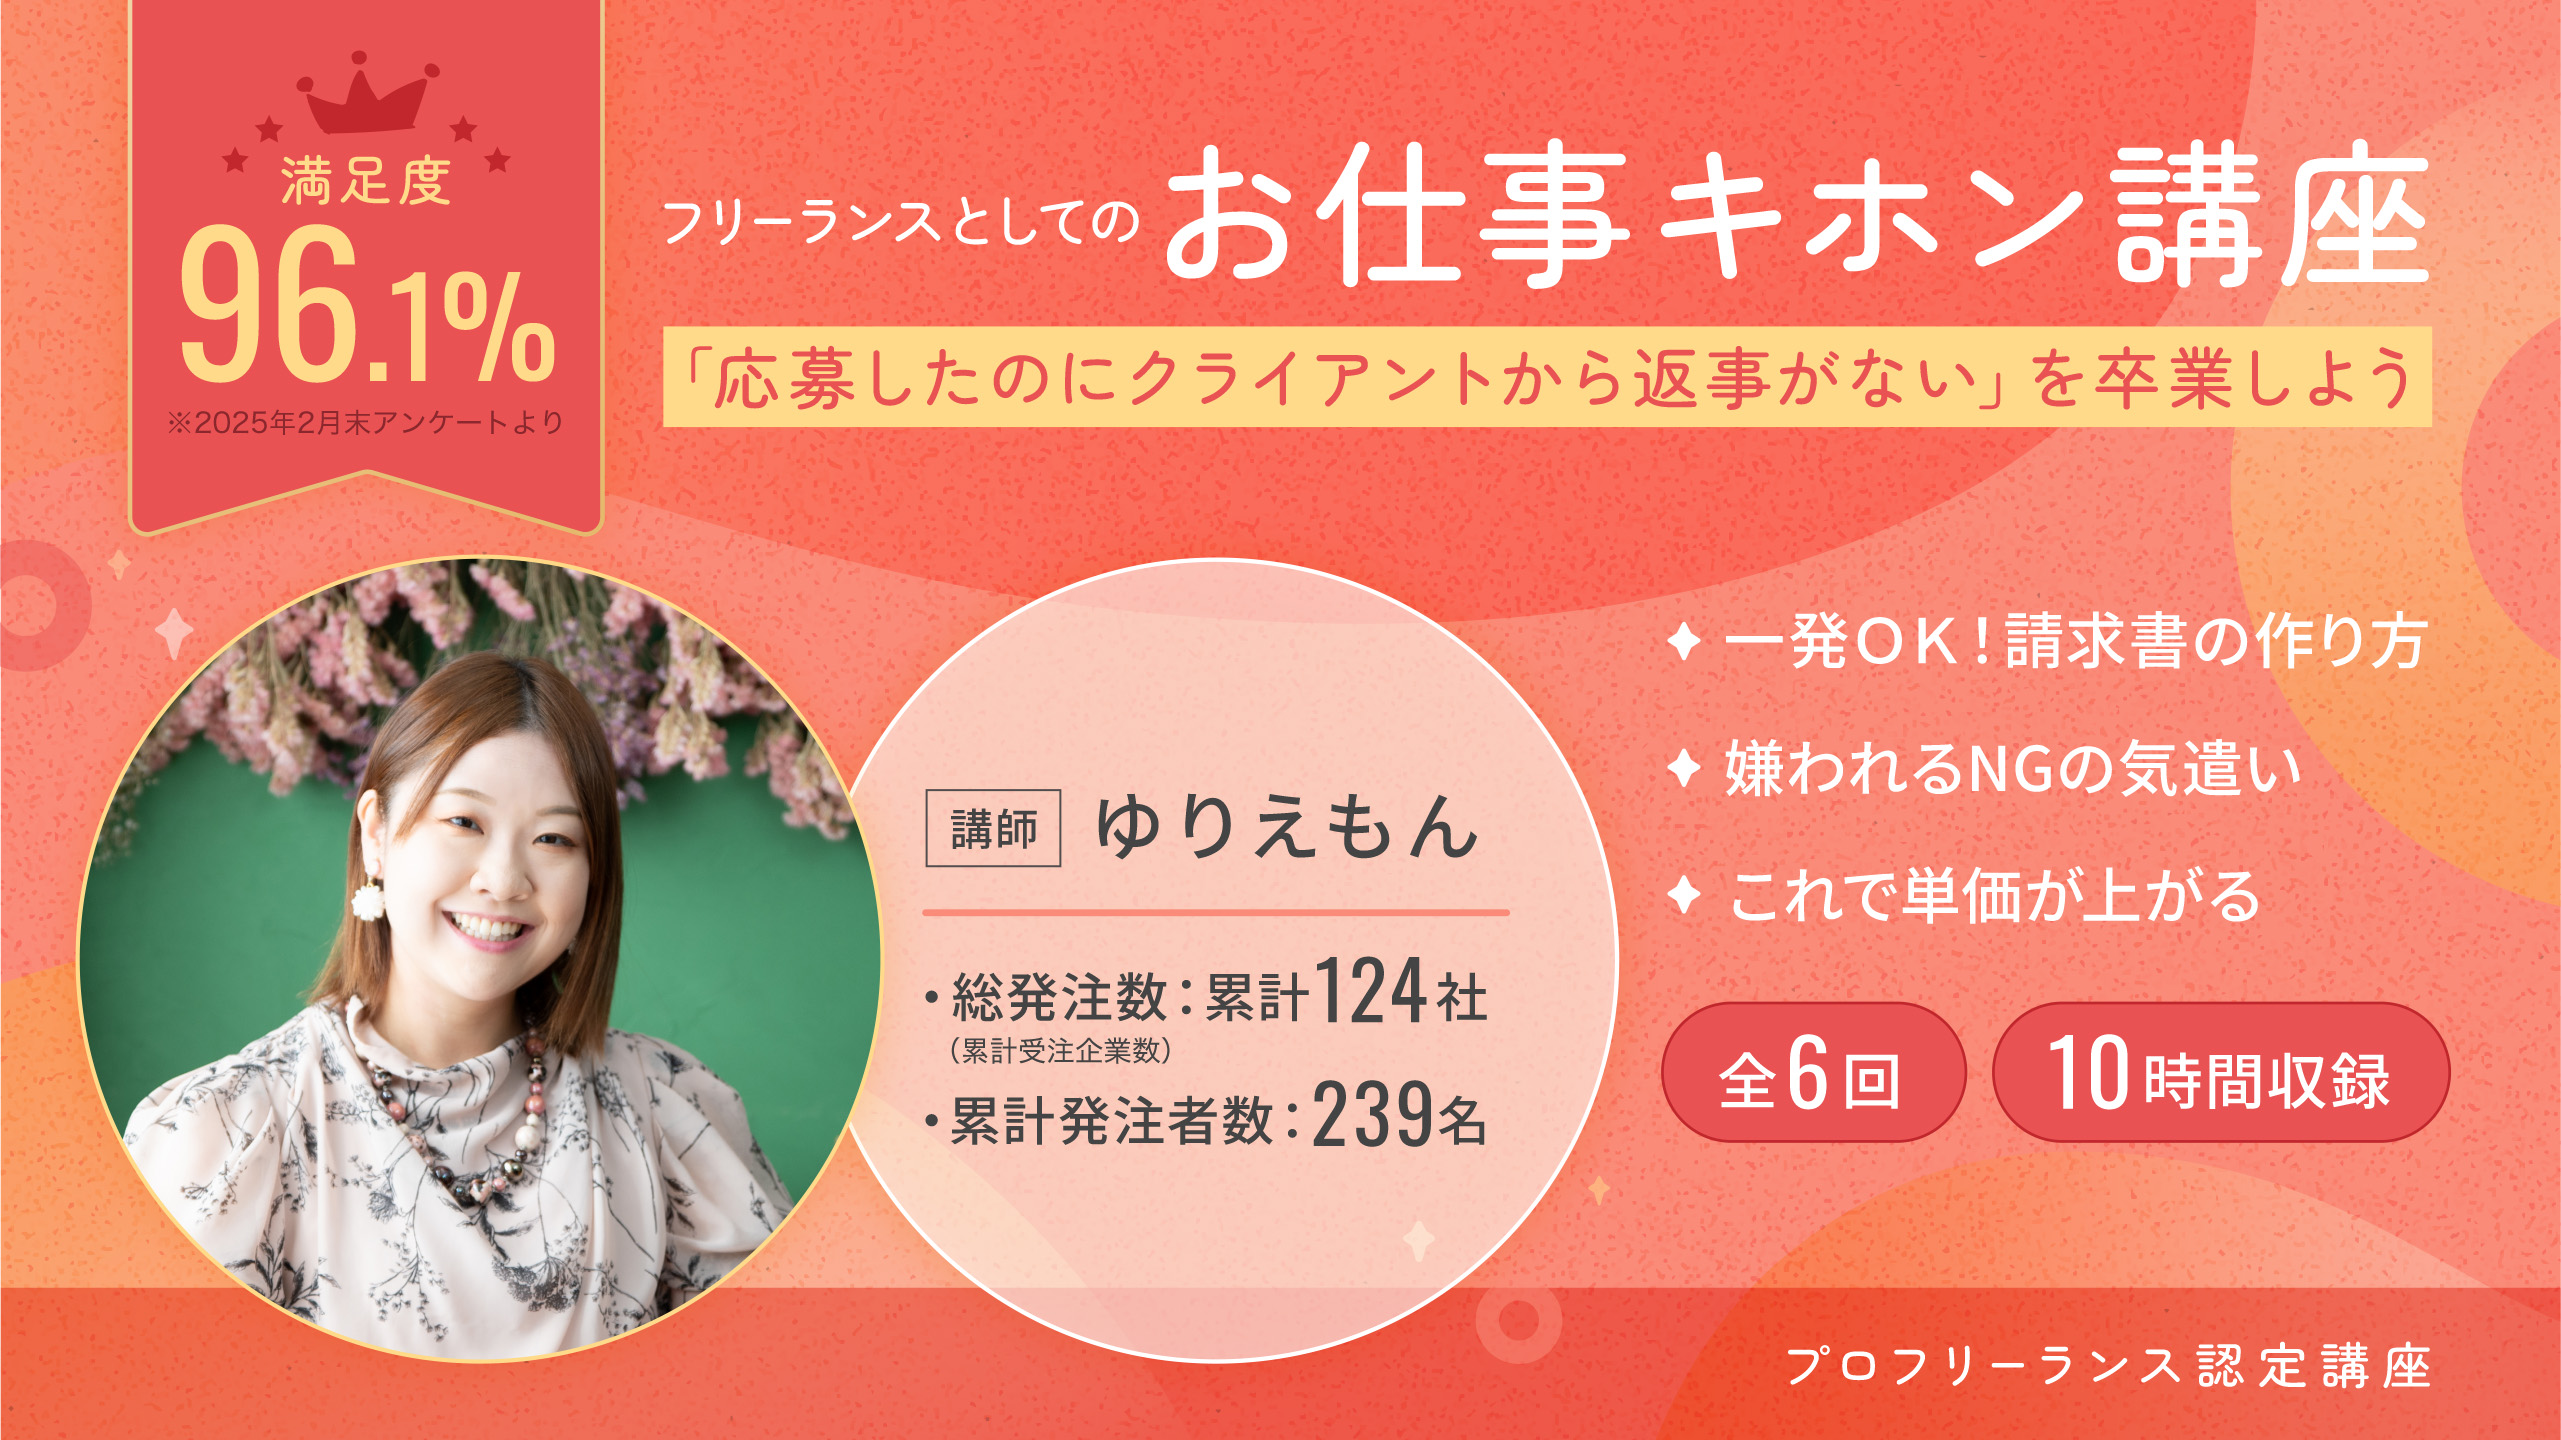 満足度
96.1%
※2025年2月末アンケートより
フリーランスとしてのお仕事キホン講座
「応募したのにクライアントから返事がない」を卒業しよう
講師 ゆりえもん
・総発注数：累計124社
（累計受注企業数）
・累計発注者数：239名
一発OK！請求書の作り方
嫌われるNGの気遣い
これで単価が上がる
全6回 10時間収録
プロフリーランス認定講座